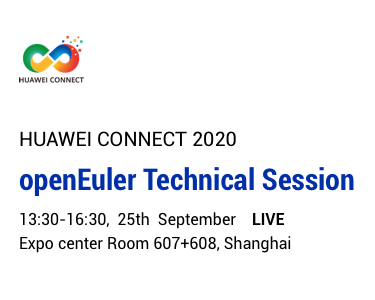 HUAWEI CONNECT
HUAWEI CONNECT 2020
openEuler Technical Session
13:30-16:30, 25th September LIVE
Expo center Room 607+608, Shanghai